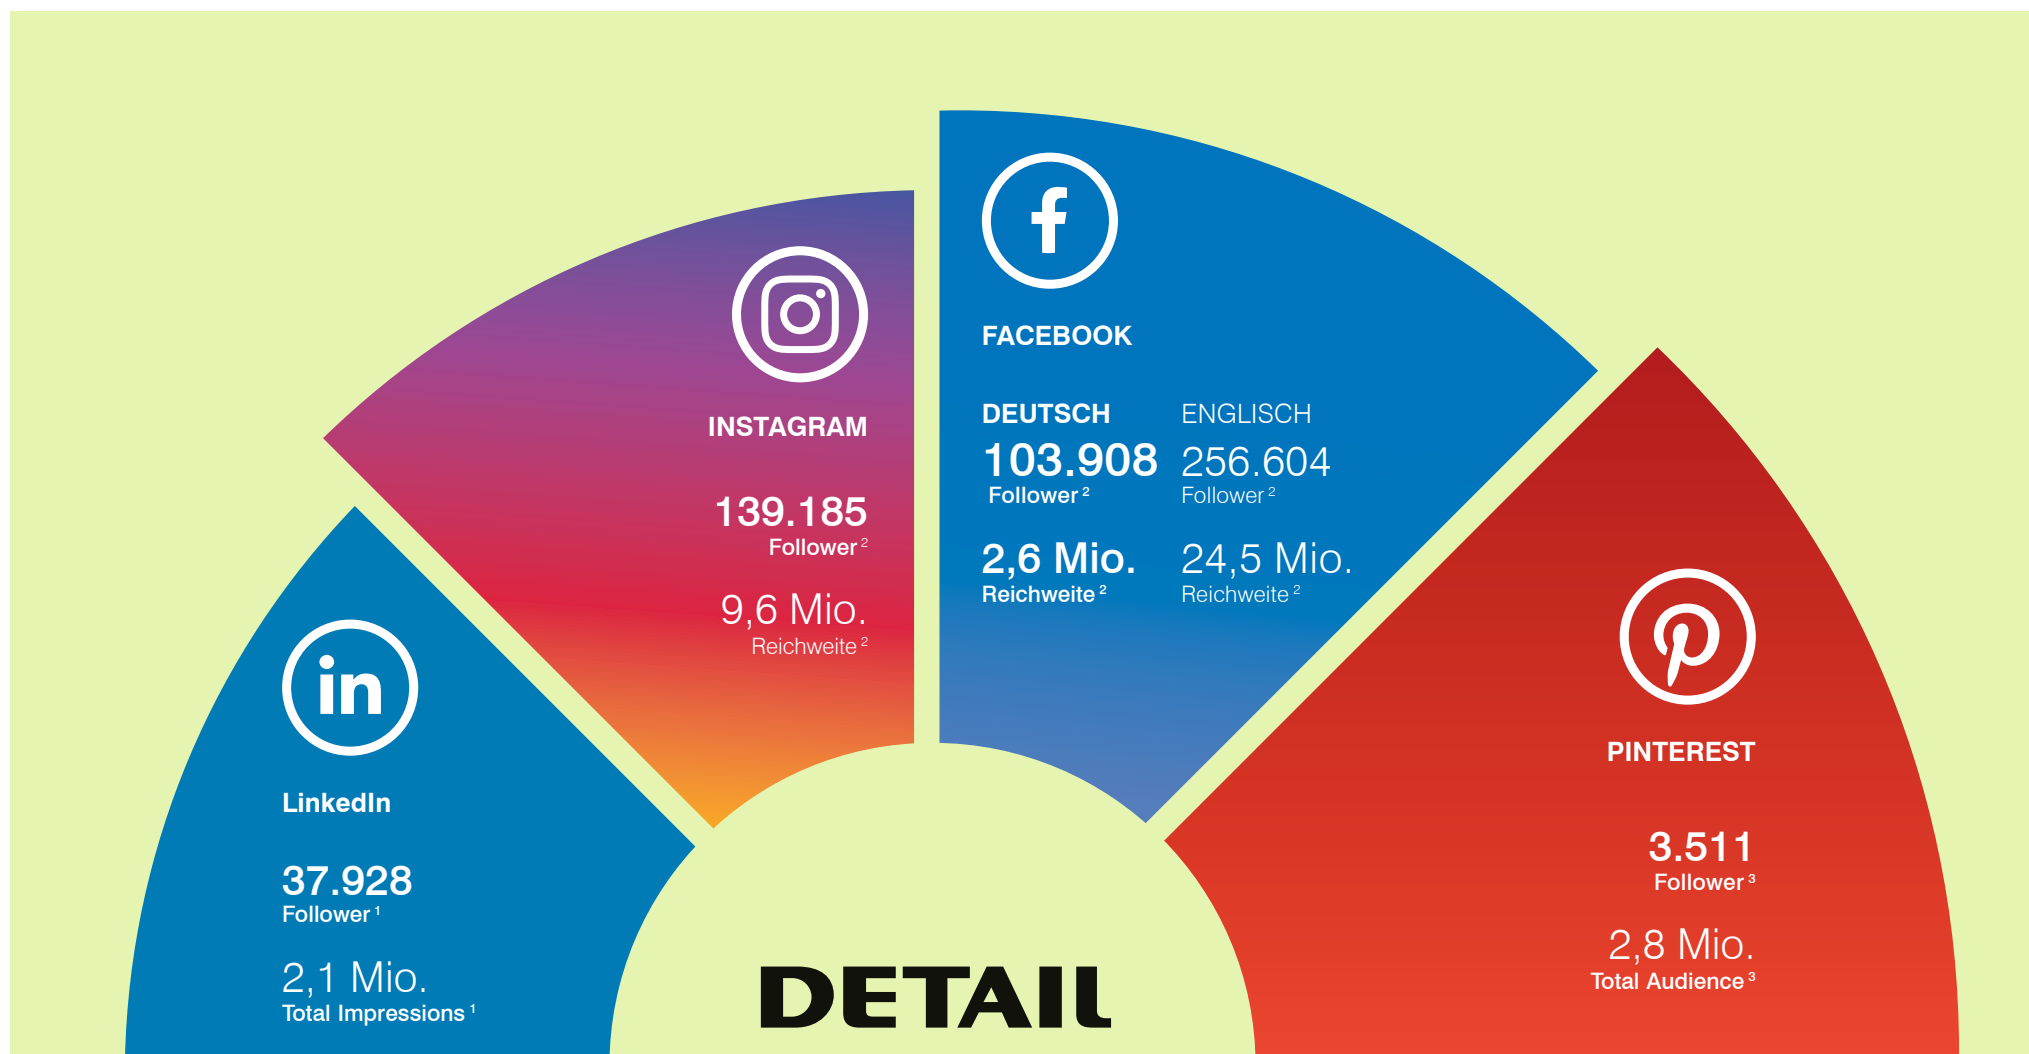 FACEBOOK
DEUTSCH
103.908
Follower ²
2,6 Mio.
Reichweite ²
ENGLISCH
256.604
Follower ²
24,5 Mio.
Reichweite ²
INSTAGRAM
139.185
Follower ²
9,6 Mio.
Reichweite ²
in
LinkedIn
37.928
Follower ¹
2,1 Mio.
Total Impressions ¹
PINTEREST
3.511
Follower ³
2,8 Mio.
Total Audience ³
DETAIL